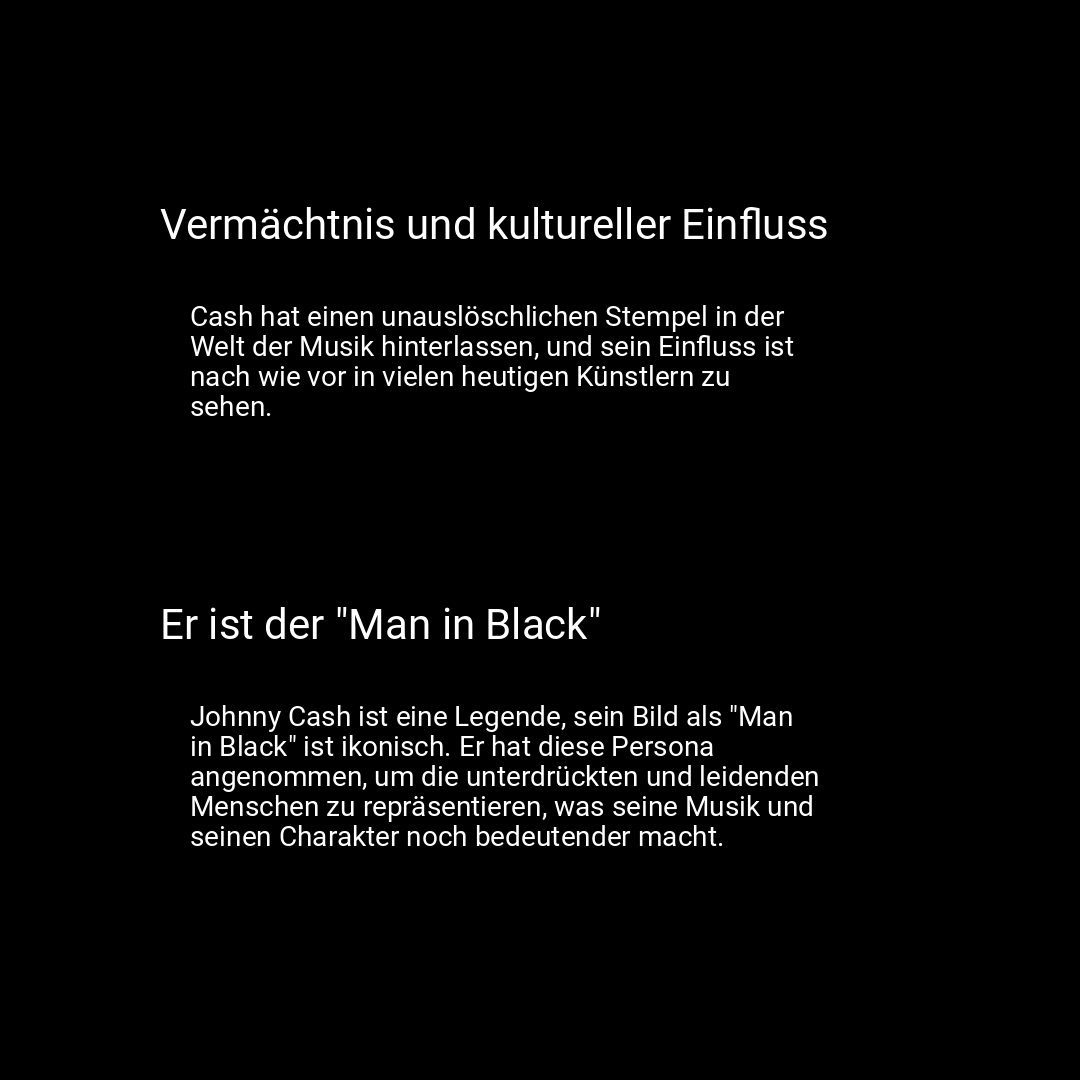 Vermächtnis und kultureller Einfluss
Cash hat einen unauslöschlichen Stempel in der
Welt der Musik hinterlassen, und sein Einfluss ist
nach wie vor in vielen heutigen Künstlern zu
sehen.
Er ist der "Man in Black"
Johnny Cash ist eine Legende, sein Bild als "Man
in Black" ist ikonisch. Er hat diese Persona
angenommen, um die unterdrückten und leidenden
Menschen zu repräsentieren, was seine Musik und
seinen Charakter noch bedeutender macht.